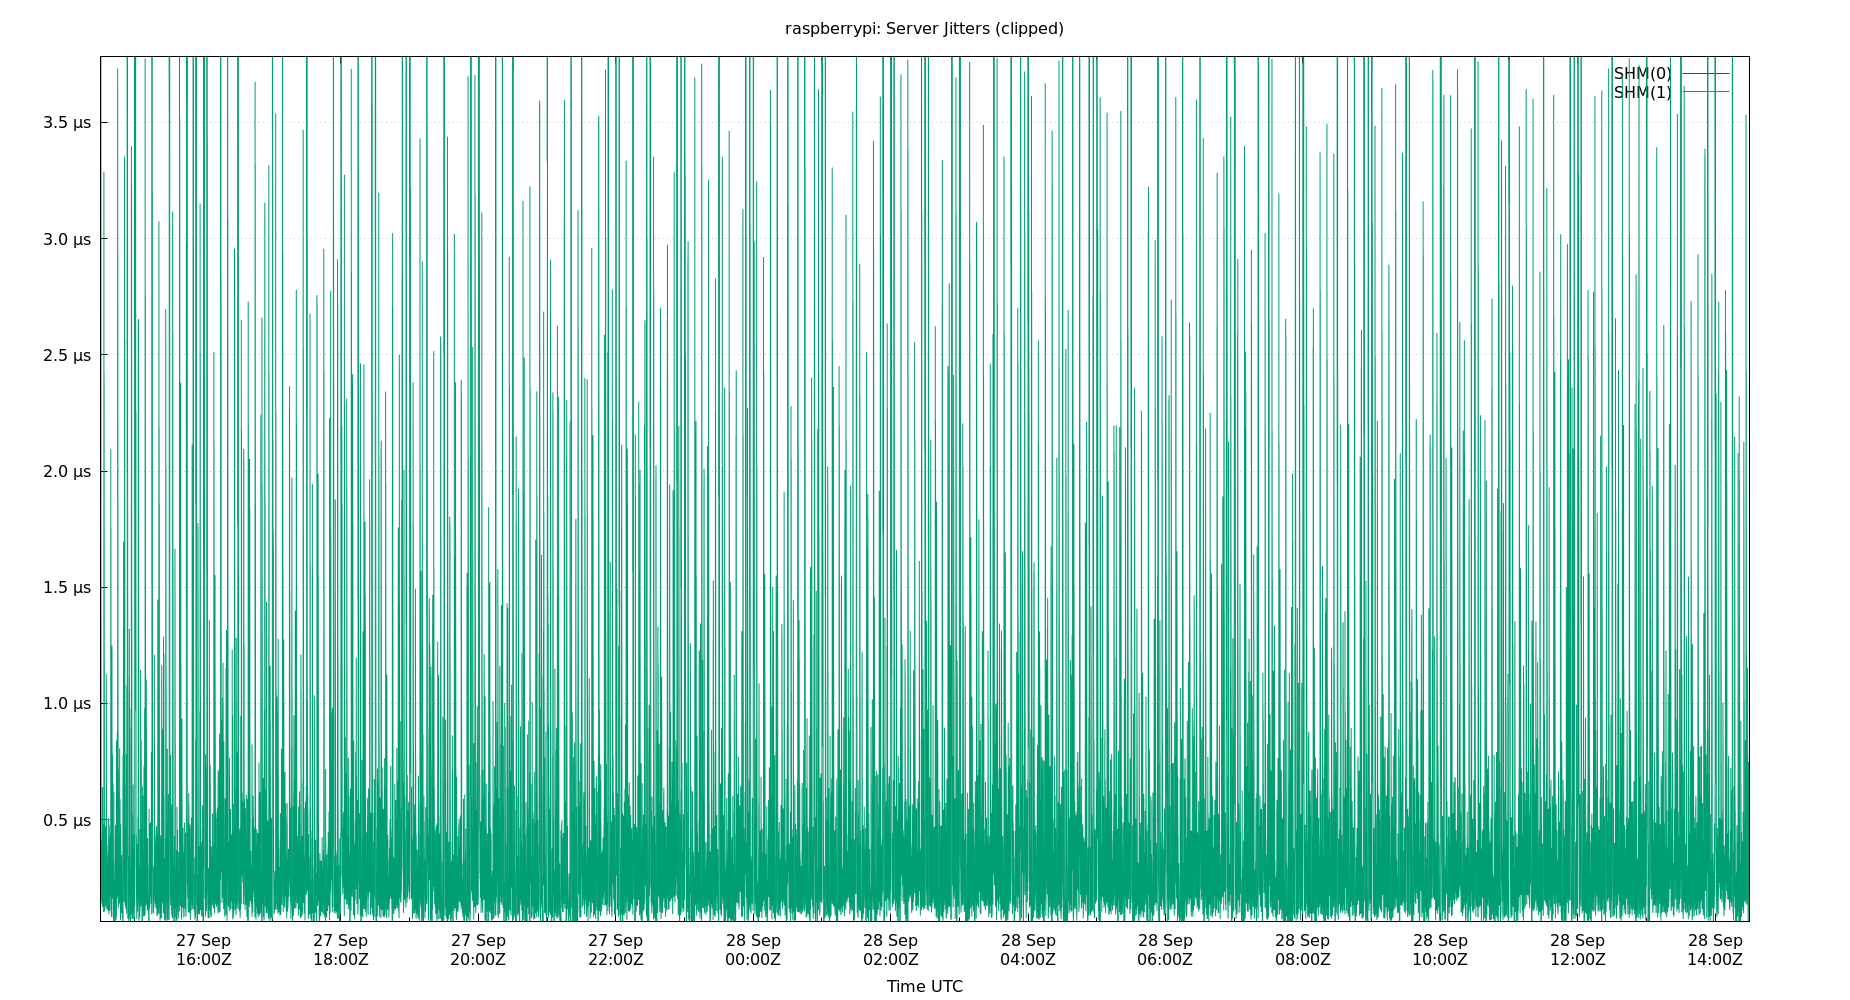 raspberrypi: Server Jitters (clipped)
SHM(0)
SHM(1)
3.5 µs
3.0 µs
2.5 µs
2.0 µs
1.5 µs
1.0 µs
0.5 µs
27 Sep 27 Sep 27 Sep 27 Sep 28 Sep 28 Sep 28 Sep 28 Sep 28 Sep 28 Sep 28 Sep 28 Sep
16:00Z 18:00Z 20:00Z 22:00Z 00:00Z 02:00Z 04:00Z 06:00Z 08:00Z 10:00Z 12:00Z 14:00Z
Time UTC